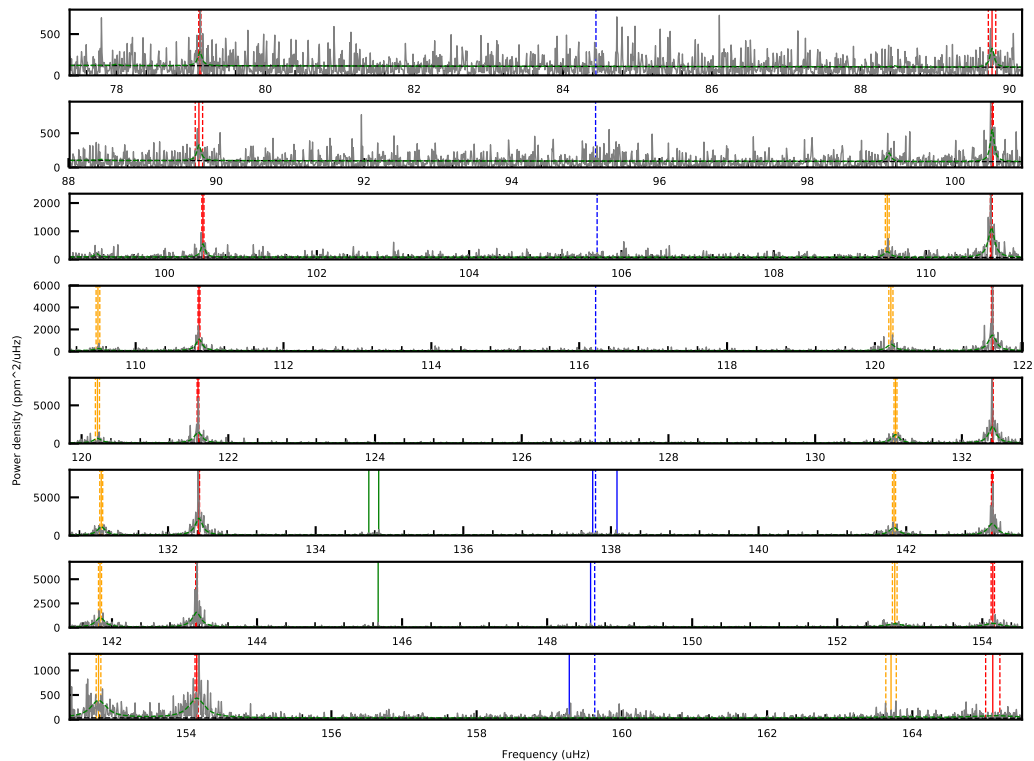 500
0
78 80 82 84 86 88 90
500
0
88 90 92 94 96 98 100
2000
1000
0
100 102 104 106 108 110
6000
4000
2000
0
110 112 114 116 118 120 122
5000
0
120 122 124 126 128 130 132
5000
0
132 134 136 138 140 142
5000
2500
0
142 144 146 148 150 152 154
1000
500
0
154 156 158 160 162 164
Power density (ppm^2/uHz)
Frequency (uHz)